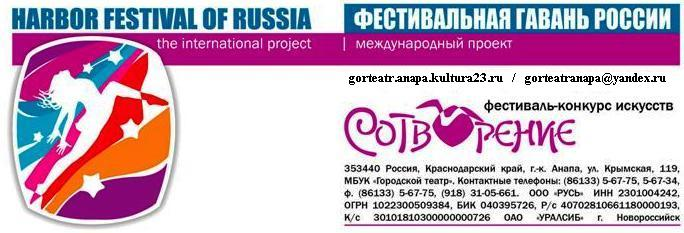 HARBOR FESTIVAL OF RUSSIA
ФЕСТИВАЛЬНАЯ ГАВАНЬ РОССИИ
the international project | международный проект
gorteatr.anapa.kultura23.ru / gorteatranapa@yandex.ru
фестиваль-конкурс искусств
СОТВОРЕНИЕ
353440 Россия, Краснодарский край, г.-к. Анапа, ул. Крымская, 119,
МБУК «Городской театр». Контактные телефоны: (86133) 5-67-75, 5-67-34,
ф. (86133) 5-67-75, (918) 31-05-661. ООО «РУСЬ» ИНН 2301004242,
ОГРН 1022300509384, БИК 040395726, Р/с 40702810661180000193,
К/с 30101810300000000726 ОАО «УРАЛСИБ» г. Новороссийск